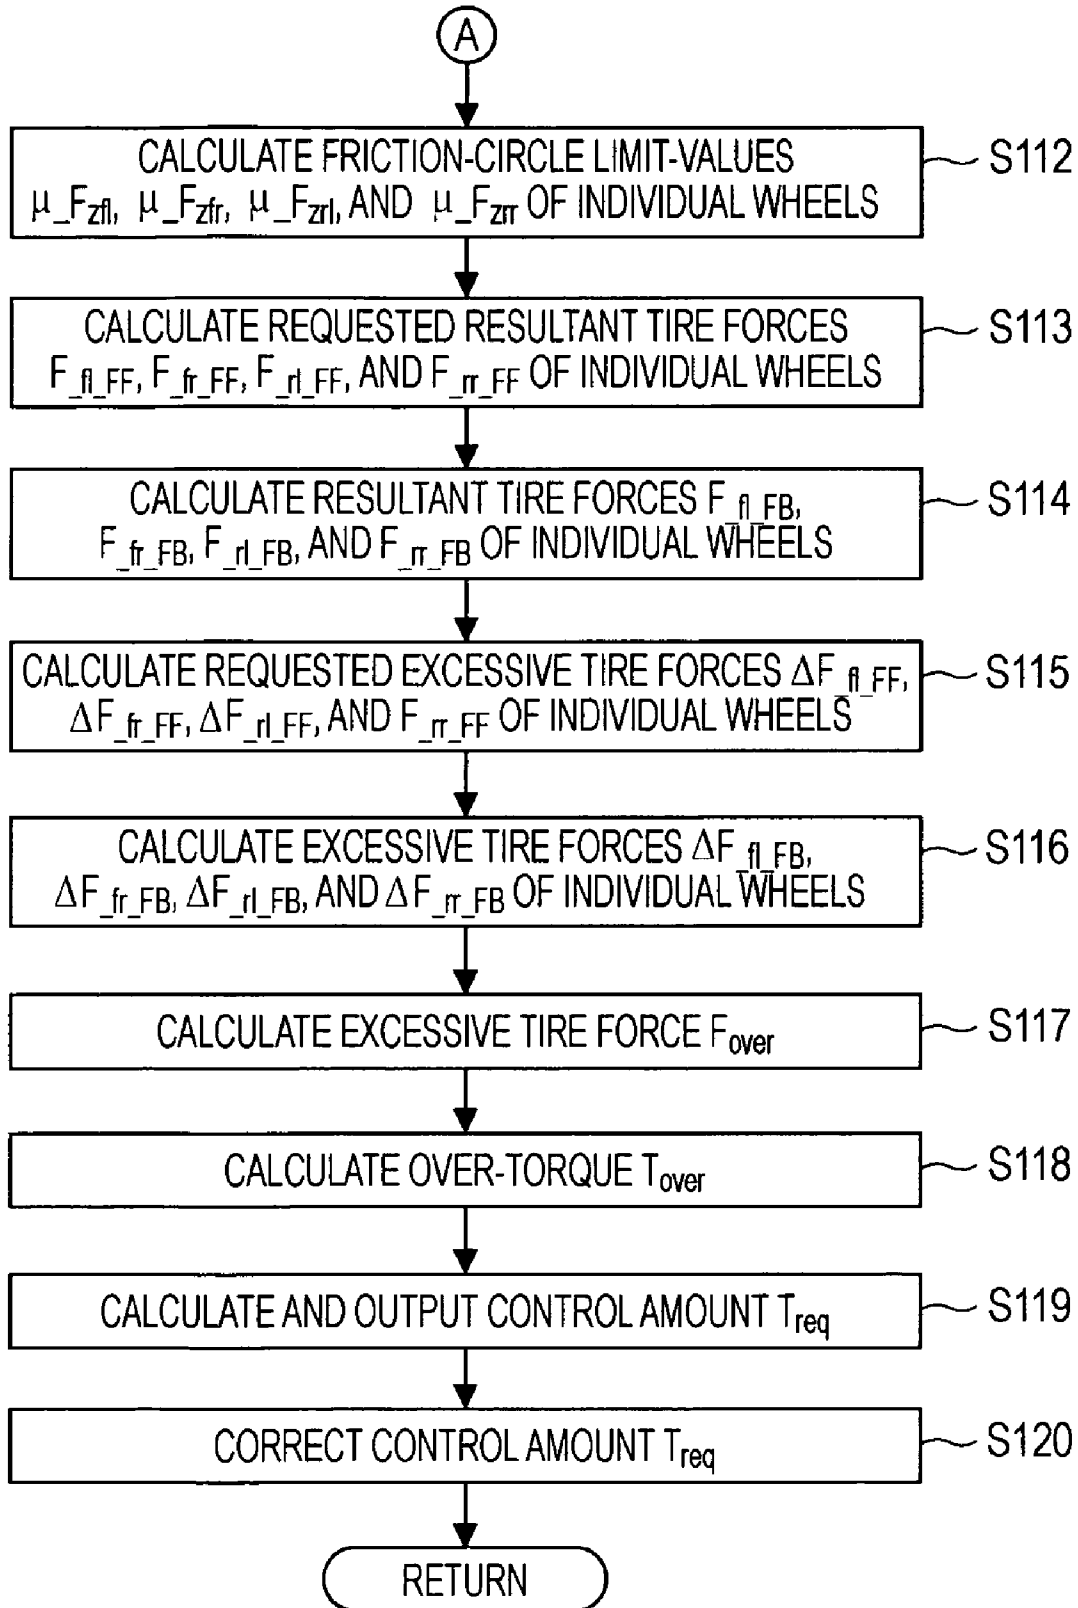 A
CALCULATE FRICTION-CIRCLE LIMIT-VALUES
μ_Fzfl, μ_Fzfr, μ_Fzrl, AND μ_Fzrr OF INDIVIDUAL WHEELS
S112
CALCULATE REQUESTED RESULTANT TIRE FORCES
F_fl_FF, F_fr_FF, F_rl_FF, AND F_rr_FF OF INDIVIDUAL WHEELS
S113
CALCULATE RESULTANT TIRE FORCES F_fl_FB,
F_fr_FB, F_rl_FB, AND F_rr_FB OF INDIVIDUAL WHEELS
S114
CALCULATE REQUESTED EXCESSIVE TIRE FORCES ΔF_fl_FF,
ΔF_fr_FF, ΔF_rl_FF, AND F_rr_FF OF INDIVIDUAL WHEELS
S115
CALCULATE EXCESSIVE TIRE FORCES ΔF_fl_FB,
ΔF_fr_FB, ΔF_rl_FB, AND ΔF_rr_FB OF INDIVIDUAL WHEELS
S116
CALCULATE EXCESSIVE TIRE FORCE Fover
S117
CALCULATE OVER-TORQUE Tover
S118
CALCULATE AND OUTPUT CONTROL AMOUNT Treq
S119
CORRECT CONTROL AMOUNT Treq
S120
RETURN